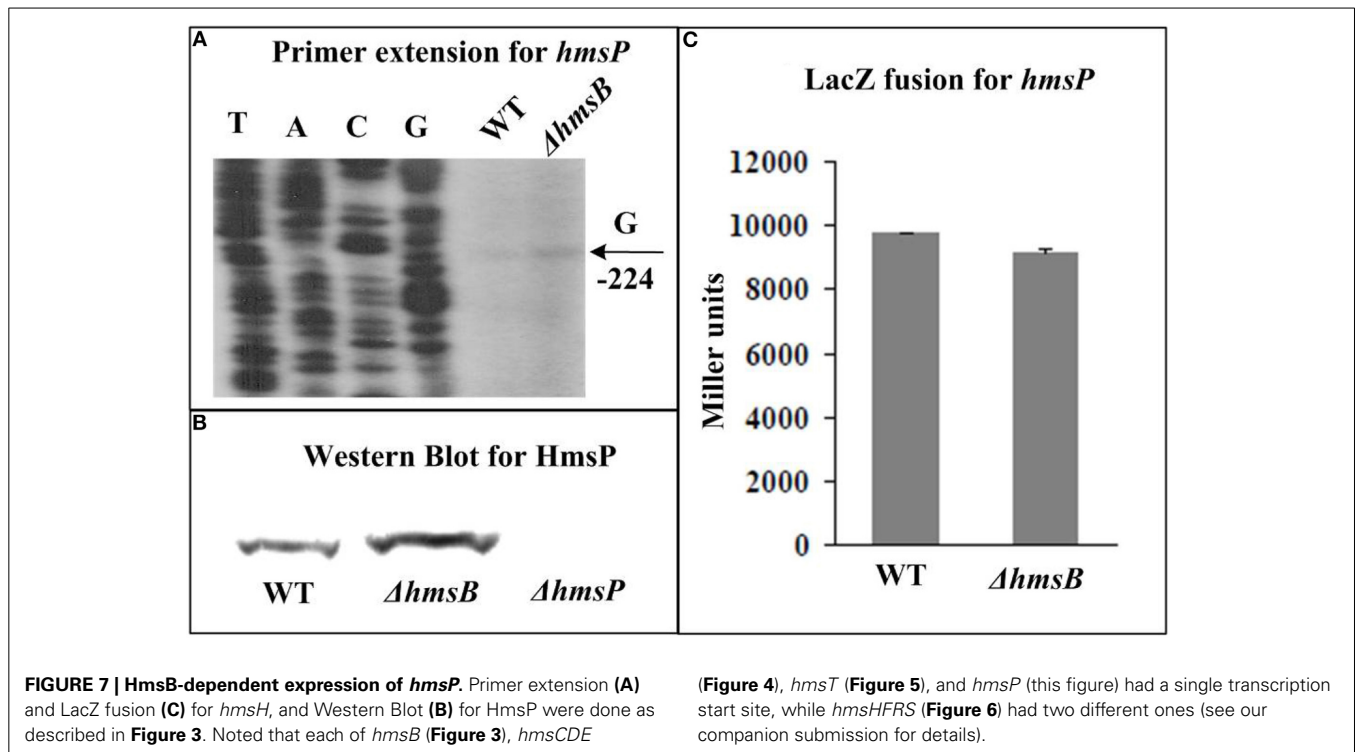 A
Primer extension for hmsP
T A C G WT ΔhmsB
G
-224
B
Western Blot for HmsP
WT ΔhmsB ΔhmsP
C
LacZ fusion for hmsP
12000
10000
8000
6000
4000
2000
0
Miller units
WT ΔhmsB
FIGURE 7 | HmsB-dependent expression of hmsP. Primer extension (A)
and LacZ fusion (C) for hmsH, and Western Blot (B) for HmsP were done as
described in Figure 3. Noted that each of hmsB (Figure 3), hmsCDE
(Figure 4), hmsT (Figure 5), and hmsP (this figure) had a single transcription
start site, while hmsHFRS (Figure 6) had two different ones (see our
companion submission for details).